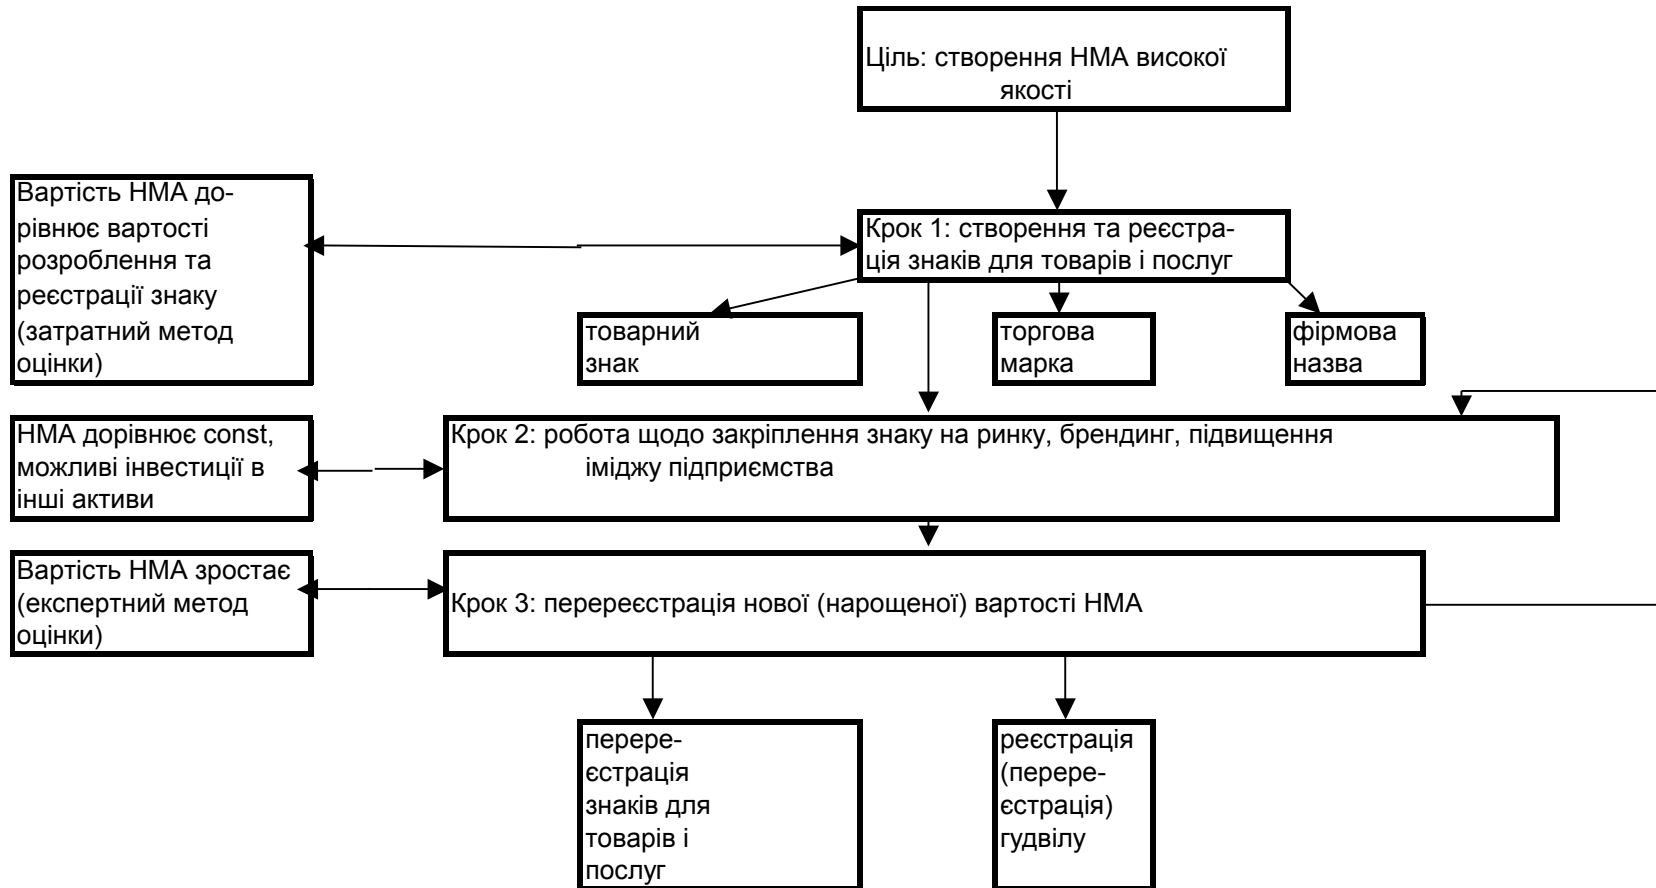 Ціль: створення НМА високої
якості
Вартість НМА до-
рівнює вартості
розроблення та
реєстрації знаку
(затратний метод
оцінки)
Крок 1: створення та реєстра-
ція знаків для товарів і послуг
товарний
знак
торгова
марка
фірмова
назва
НМА дорівнює const,
можливі інвестиції в
інші активи
Крок 2: робота щодо закріплення знаку на ринку, брендинг, підвищення
іміджу підприємства
Вартість НМА зростає
(експертний метод
оцінки)
Крок 3: перереєстрація нової (нарощеної) вартості НМА
перере-
єстрація
знаків для
товарів і
послуг
реєстрація
(перере-
єстрація)
гудвілу